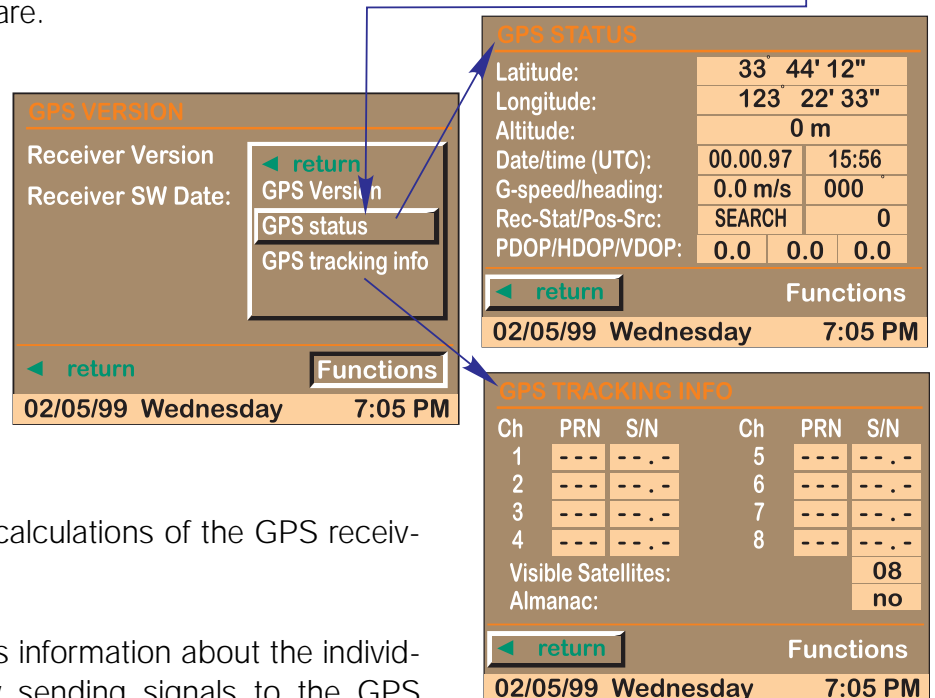 are.
GPS VERSION
Receiver Version
Receiver SW Date:
◄ return
GPS Version
GPS status
GPS tracking info
◄ return Functions
02/05/99 Wednesday 7:05 PM
GPS STATUS
Latitude: 33° 44' 12"
Longitude: 123° 22' 33"
Altitude: 0 m
Date/time (UTC): 00.00.97 15:56
G-speed/heading: 0.0 m/s 000 °
Rec-Stat/Pos-Src: SEARCH 0
PDOP/HDOP/VDOP: 0.0 0.0 0.0
◄ return Functions
02/05/99 Wednesday 7:05 PM
GPS TRACKING INFO
Ch PRN S/N Ch PRN S/N
1 --- --.- 5 --- --.-
2 --- --.- 6 --- --.-
3 --- --.- 7 --- --.-
4 --- --.- 8 --- --.-
Visible Satellites: 08
Almanac: no
◄ return Functions
02/05/99 Wednesday 7:05 PM
calculations of the GPS receiv-
s information about the individ-
sending signals to the GPS